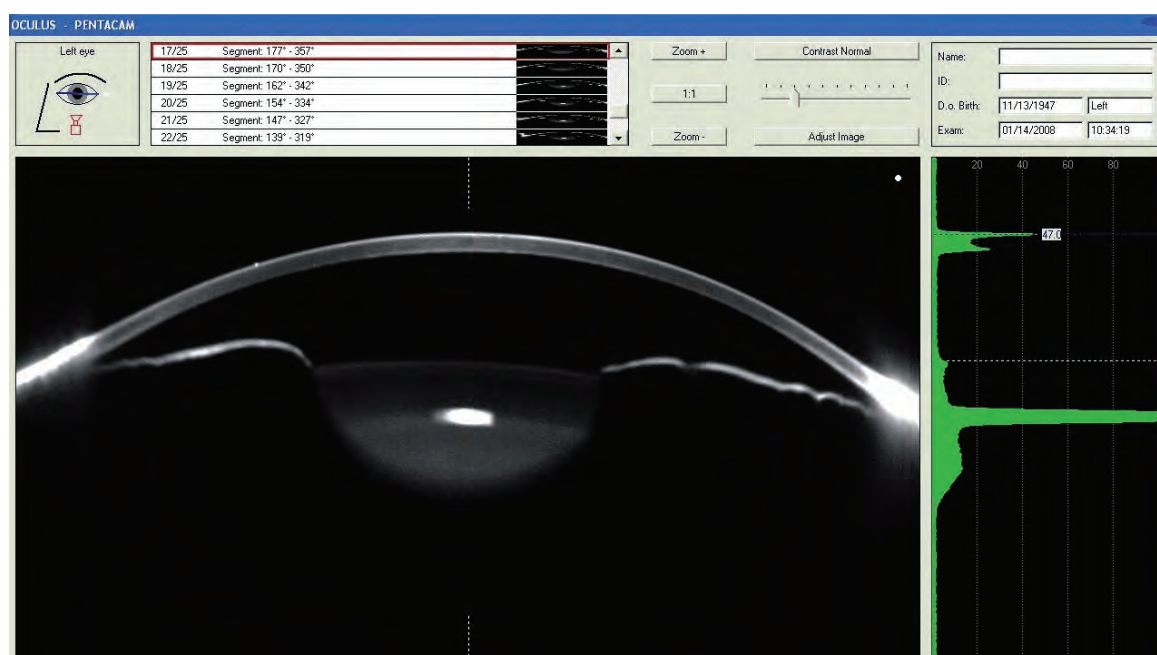 OCULUS - PENTACAM
Left eye
17/25 Segment: 177° - 357°
18/25 Segment: 170° - 350°
19/25 Segment: 162° - 342°
20/25 Segment: 154° - 334°
21/25 Segment: 147° - 327°
22/25 Segment: 139° - 319°
Zoom +
1:1
Zoom -
Contrast Normal
Adjust Image
Name:
ID:
D.o. Birth: 11/13/1947 Left
Exam: 01/14/2008 10:34:19
20 40 60 80
47.0